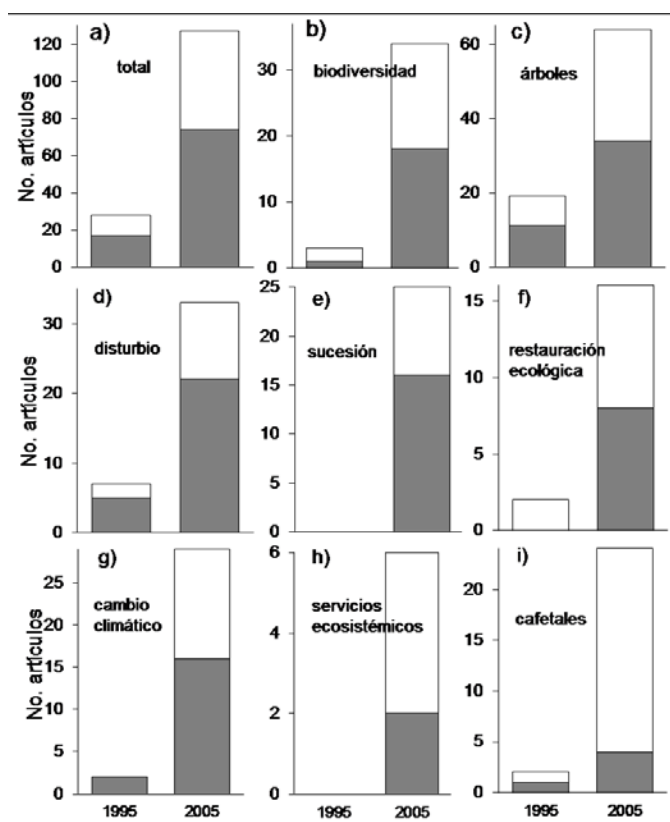 a)
total
No. artículos
120
100
80
60
40
20
0
b)
biodiversidad
30
20
10
0
c)
árboles
60
40
20
0
d)
disturbio
No. artículos
30
20
10
0
e)
sucesión
25
20
15
10
5
0
f)
restauración
ecológica
15
10
5
0
g)
cambio
climático
No. artículos
25
20
15
10
5
0
1995 2005
h)
servicios
ecosistémicos
6
4
2
0
1995 2005
i)
cafetales
20
15
10
5
0
1995 2005